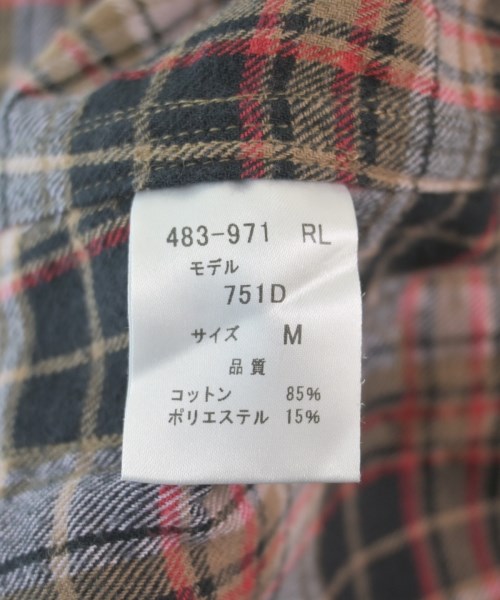 483-971 RL
モデル
751D
サイズ M
品質
コットン 85%
ポリエステル 15%